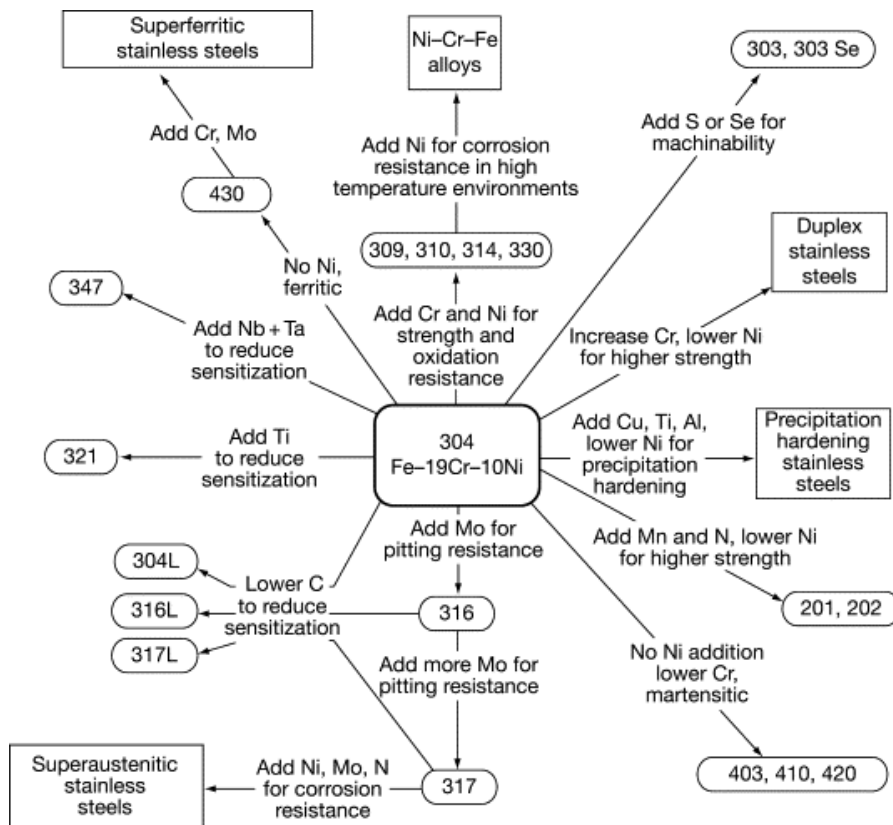 Superferritic
stainless steels
Ni–Cr–Fe
alloys
303, 303 Se
Add Cr, Mo
Add Ni for corrosion
resistance in high
temperature environments
Add S or Se for
machinability
430
309, 310, 314, 330
Duplex
stainless
steels
No Ni,
ferritic
347
Add Nb + Ta
to reduce
sensitization
Add Cr and Ni for
strength and
oxidation
resistance
Increase Cr, lower Ni
for higher strength
304
Fe–19Cr–10Ni
Add Ti
to reduce
sensitization
321
Add Cu, Ti, Al,
lower Ni for
precipitation
hardening
Precipitation
hardening
stainless
steels
Add Mo for
pitting resistance
Add Mn and N, lower Ni
for higher strength
304L
316L
317L
Lower C
to reduce
sensitization
316
201, 202
Add more Mo for
pitting resistance
No Ni addition
lower Cr,
martensitic
Superaustenitic
stainless
steels
Add Ni, Mo, N
for corrosion
resistance
317
403, 410, 420